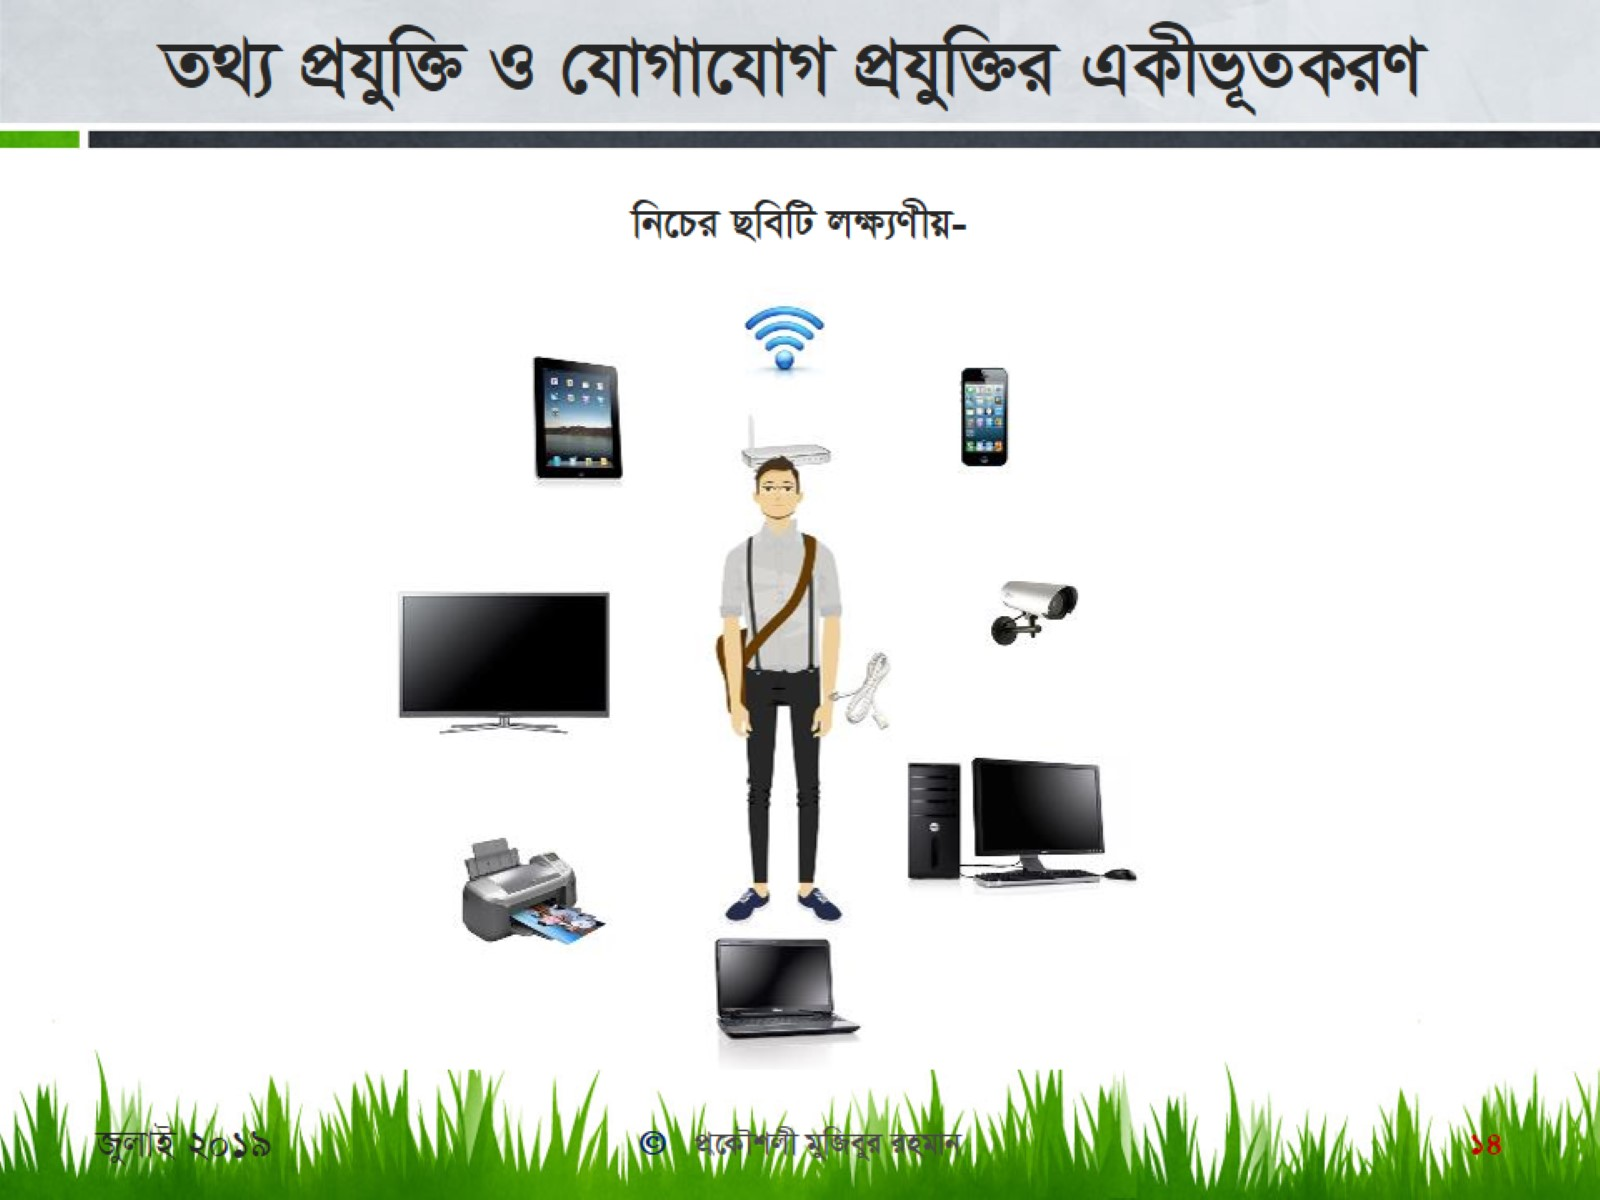 তথ্য প্রযুক্তি ও যোগাযোগ প্রযুক্তির একীভূতকরণ
নিচের ছবিটি লক্ষ্যণীয়-
জুলাই ২০১৯
© প্রকৌশলী মুজিবুর রহমান
১৪